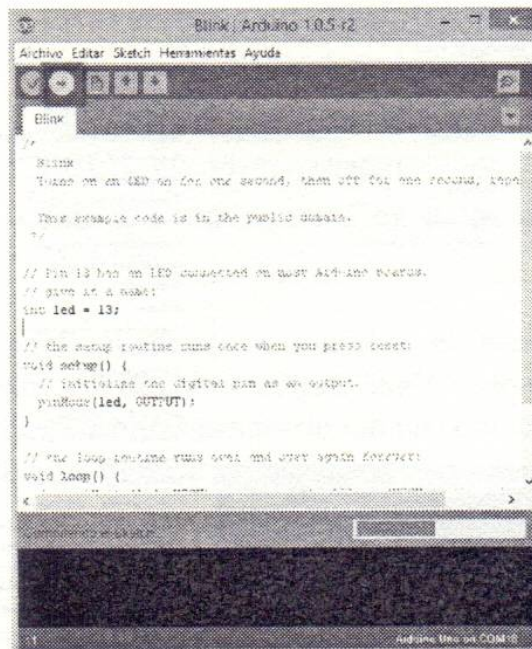 Blink | Arduino 1.0.5-r2
Archivo Editar Sketch Herramientas Ayuda
Blink
/*
Blink
Turns on an LED on for one second, then off for one second, repe
This example code is in the public domain.
*/
// Pin 13 has an LED connected on most Arduino boards.
// give it a name:
int led = 13;
// the setup routine runs once when you press reset:
void setup() {
// initialize the digital pin as an output.
pinMode(led, OUTPUT);
}
// the loop routine runs over and over again forever:
void loop() {
Arduino Uno on COM18